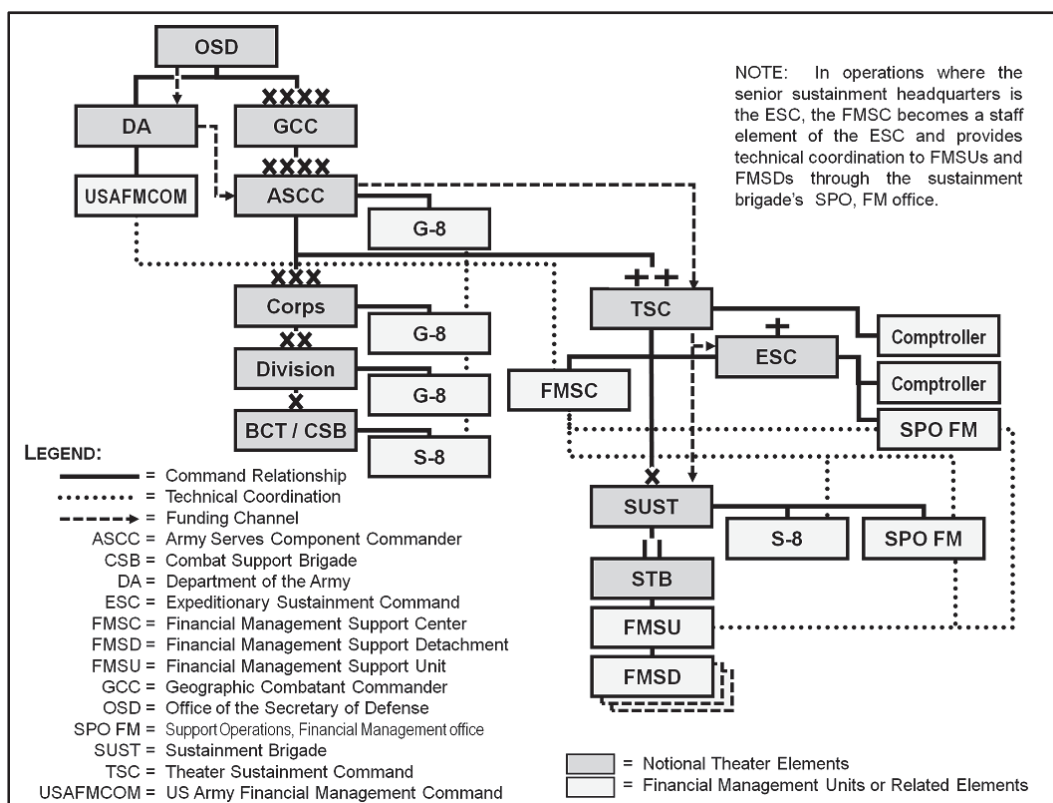 OSD
NOTE: In operations where the
senior sustainment headquarters is
the ESC, the FMSC becomes a staff
element of the ESC and provides
technical coordination to FMSUs and
FMSDs through the sustainment
brigade's SPO, FM office.
XXXX
DA
GCC
XXXX
USAFMCOM
ASCC
G-8
XXX
Corps
G-8
XX
Division
G-8
X
BCT / CSB
S-8
++
TSC
Comptroller
+
ESC
Comptroller
FMSC
SPO FM
X
SUST
S-8
SPO FM
II
STB
FMSU
FMSD
LEGEND:
= Command Relationship
= Technical Coordination
= Funding Channel
ASCC = Army Serves Component Commander
CSB = Combat Support Brigade
DA = Department of the Army
ESC = Expeditionary Sustainment Command
FMSC = Financial Management Support Center
FMSD = Financial Management Support Detachment
FMSU = Financial Management Support Unit
GCC = Geographic Combatant Commander
OSD = Office of the Secretary of Defense
SPO FM = Support Operations, Financial Management office
SUST = Sustainment Brigade
TSC = Theater Sustainment Command
USAFMCOM = US Army Financial Management Command
= Notional Theater Elements
= Financial Management Units or Related Elements